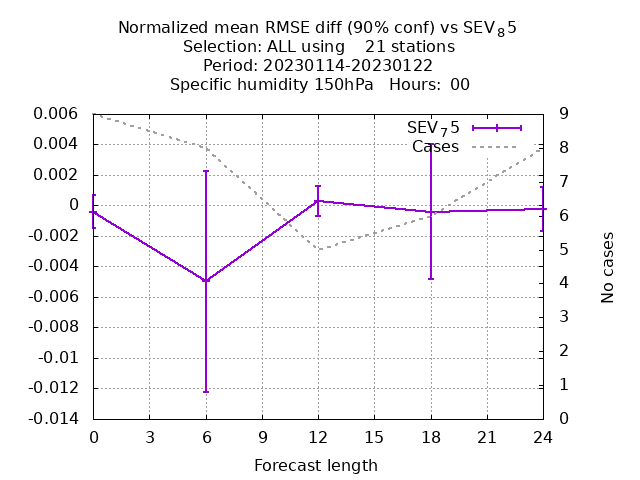 Normalized mean RMSE diff (90% conf) vs SEV₈5
Selection: ALL using 21 stations
Period: 20230114-20230122
Specific humidity 150hPa Hours: 00
0.006
0.004
0.002
0
-0.002
-0.004
-0.006
-0.008
-0.01
-0.012
-0.014
SEV₇5
Cases
9
8
7
6
5
4
3
2
1
0
No cases
0 3 6 9 12 15 18 21 24
Forecast length